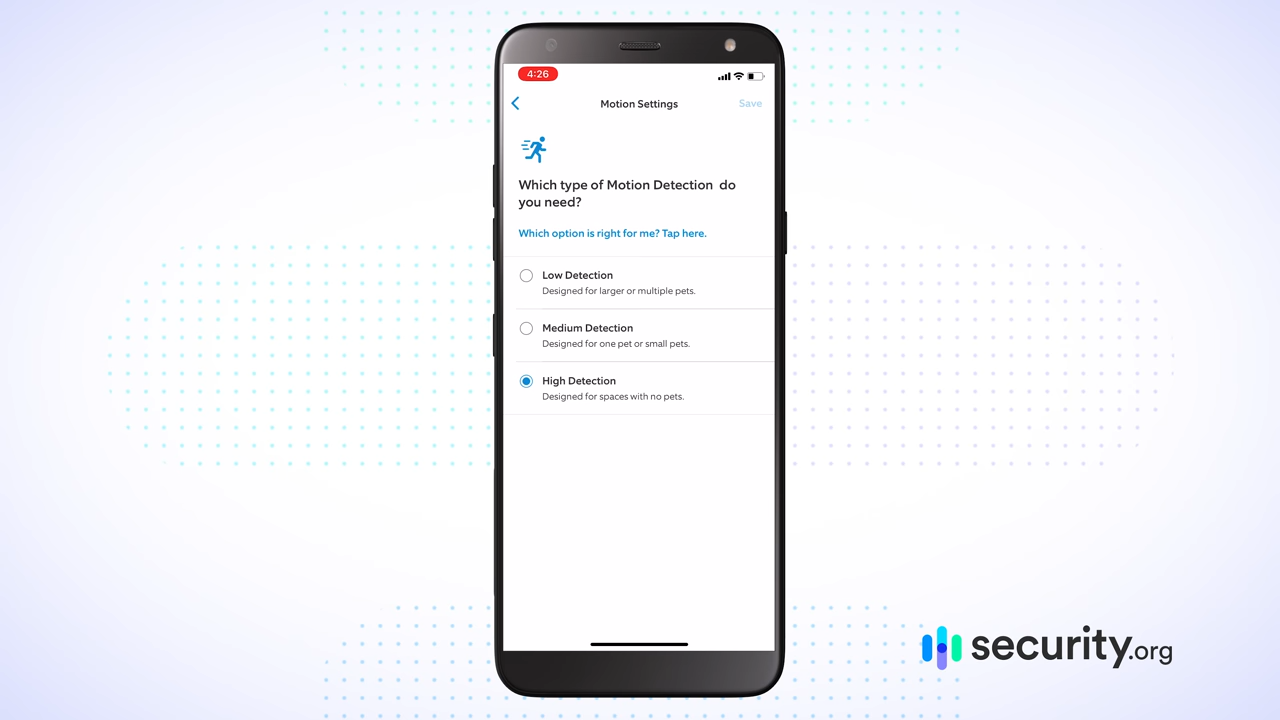 4:26
Motion Settings
Save
Which type of Motion Detection do
you need?
Which option is right for me? Tap here.
Low Detection
Designed for larger or multiple pets.
Medium Detection
Designed for one pet or small pets.
High Detection
Designed for spaces with no pets.
security.org